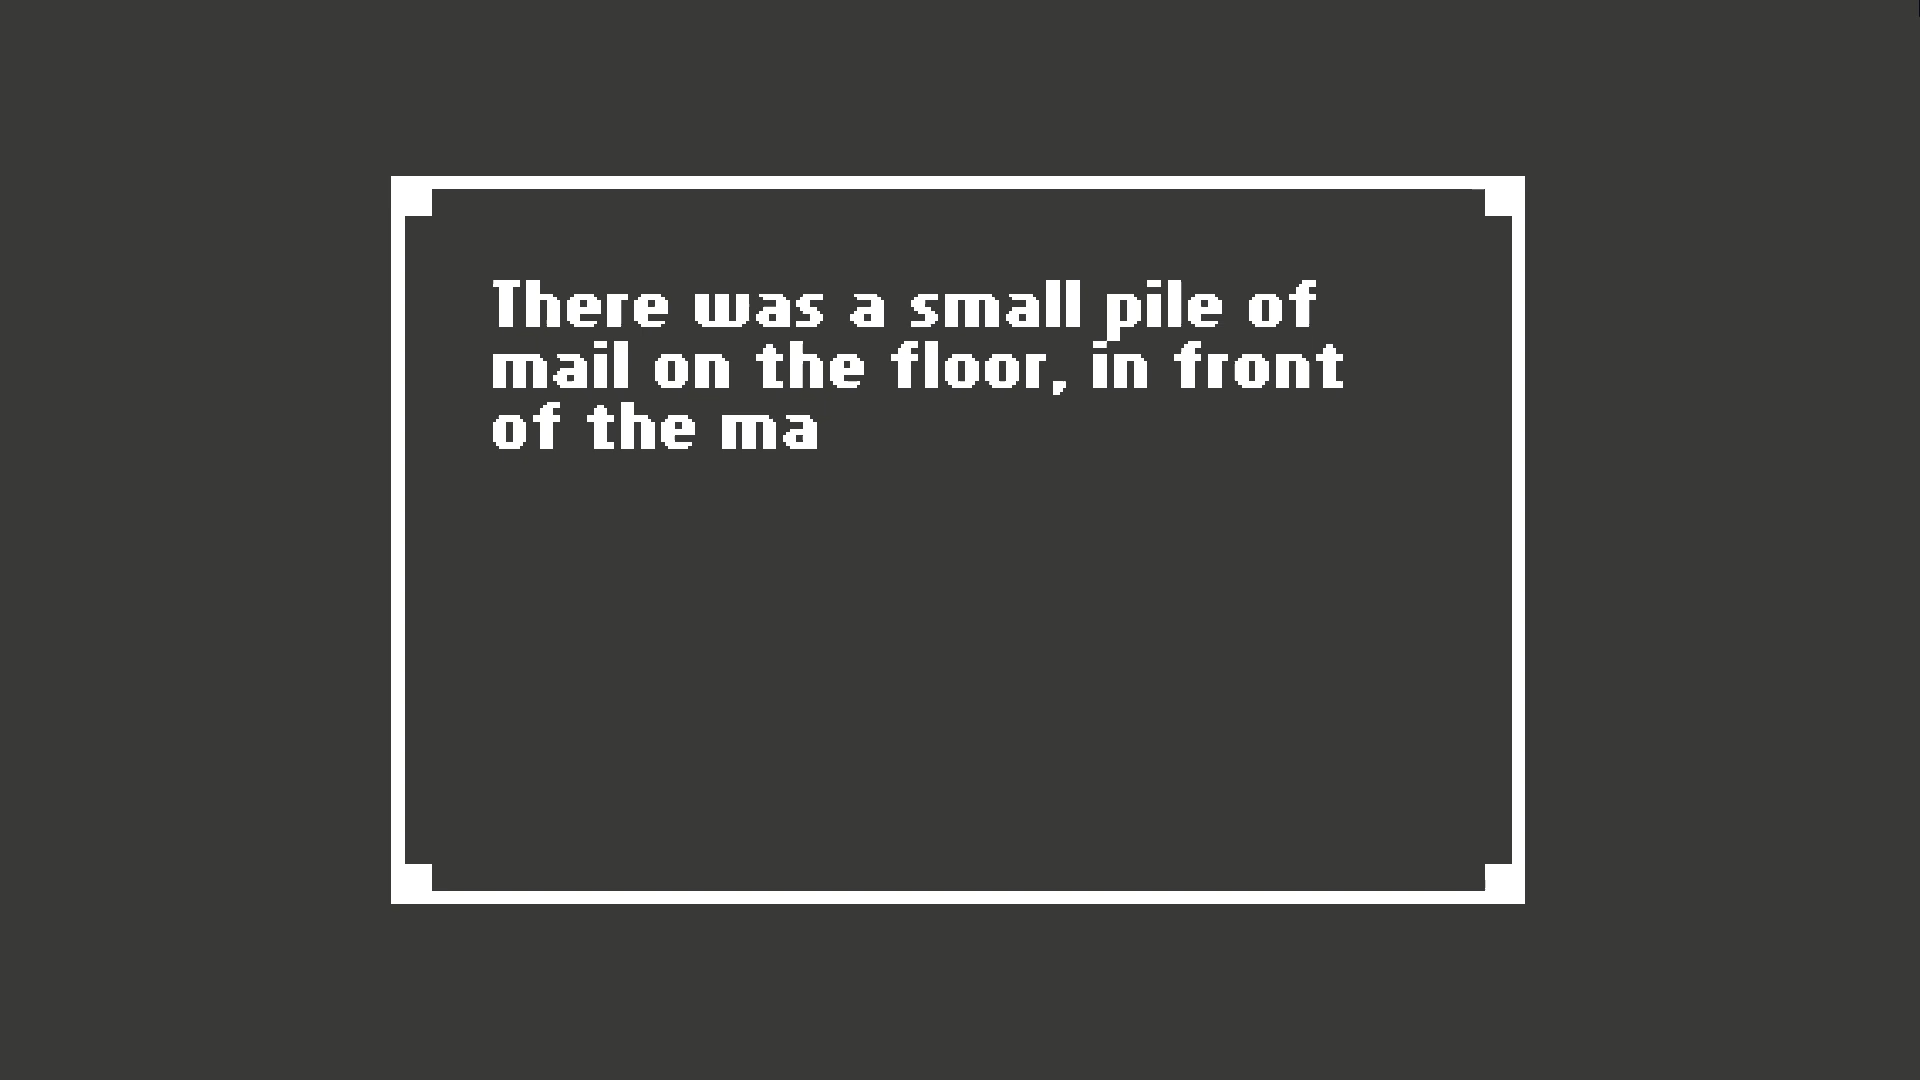 There was a small pile of
mail on the floor, in front
of the ma